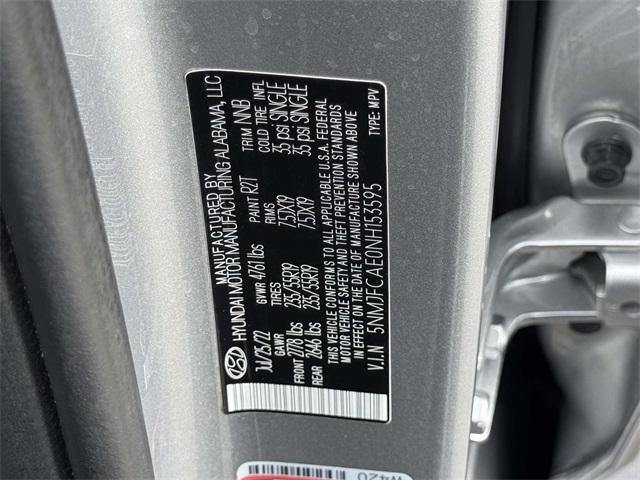 MANUFACTURED BY
HYUNDAI MOTOR MANUFACTURING ALABAMA, LLC
Jul/25/22 GVWR 4761 lbs PAINT R2T TRIM NNB
GAWR TIRES RIMS COLD TIRE INFL
FRONT 2778 lbs 235/55R19 7.5JX19 35 psi SINGLE
REAR 2646 lbs 235/55R19 7.5JX19 35 psi SINGLE
THIS VEHICLE CONFORMS TO ALL APPLICABLE U.S.A. FEDERAL
MOTOR VEHICLE SAFETY AND THEFT PREVENTION STANDARDS
IN EFFECT ON THE DATE OF MANUFACTURE SHOWN ABOVE
V.I.N 5NMJFCAE0NH153595 TYPE: MPV
W420